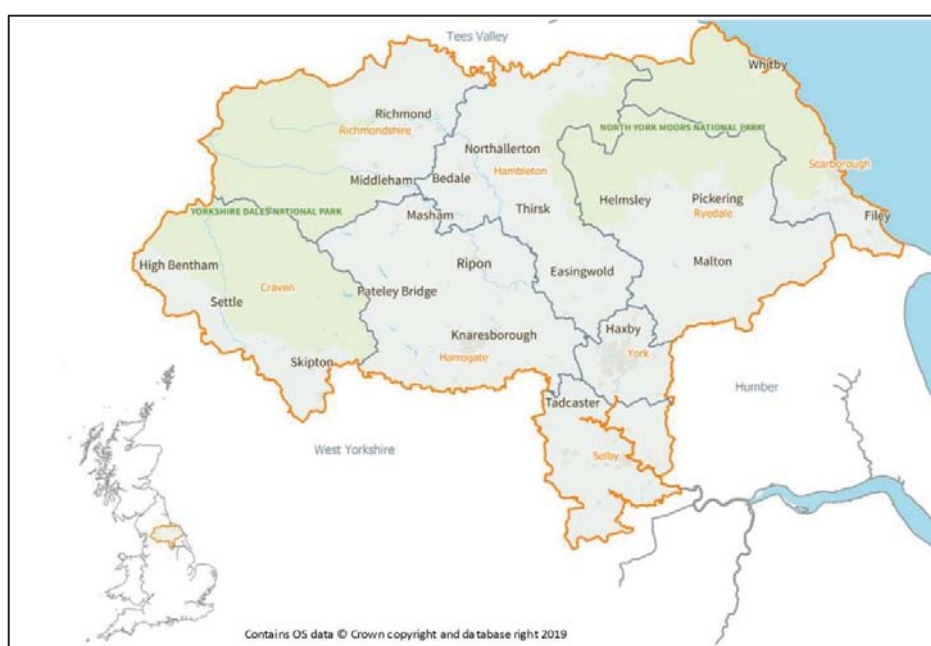 Tees Valley
Whitby
Richmond
Richmondshire
NORTH YORK MOORS NATIONAL PARK
Northallerton
Hambleton
Scarborough
Middleham
Bedale
Helmsley
Pickering
Ryedale
YORKSHIRE DALES NATIONAL PARK
Masham
Thirsk
Filey
High Bentham
Ripon
Easingwold
Malton
Craven
Pateley Bridge
Settle
Knaresborough
Haxby
Skipton
Harrogate
York
Humber
Tadcaster
West Yorkshire
Selby
Contains OS data © Crown copyright and database right 2019